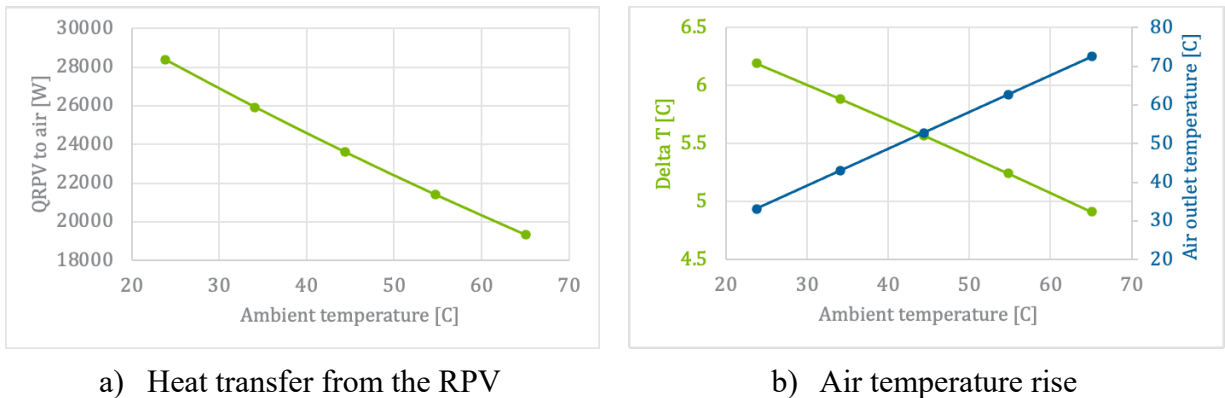 30000
28000
26000
24000
22000
20000
18000
QRPV to air [W]
20 30 40 50 60 70
Ambient temperature [C]
a) Heat transfer from the RPV
6.5
6
5.5
5
4.5
Delta T [C]
80
70
60
50
40
30
20
Air outlet temperature [C]
20 30 40 50 60 70
Ambient temperature [C]
b) Air temperature rise